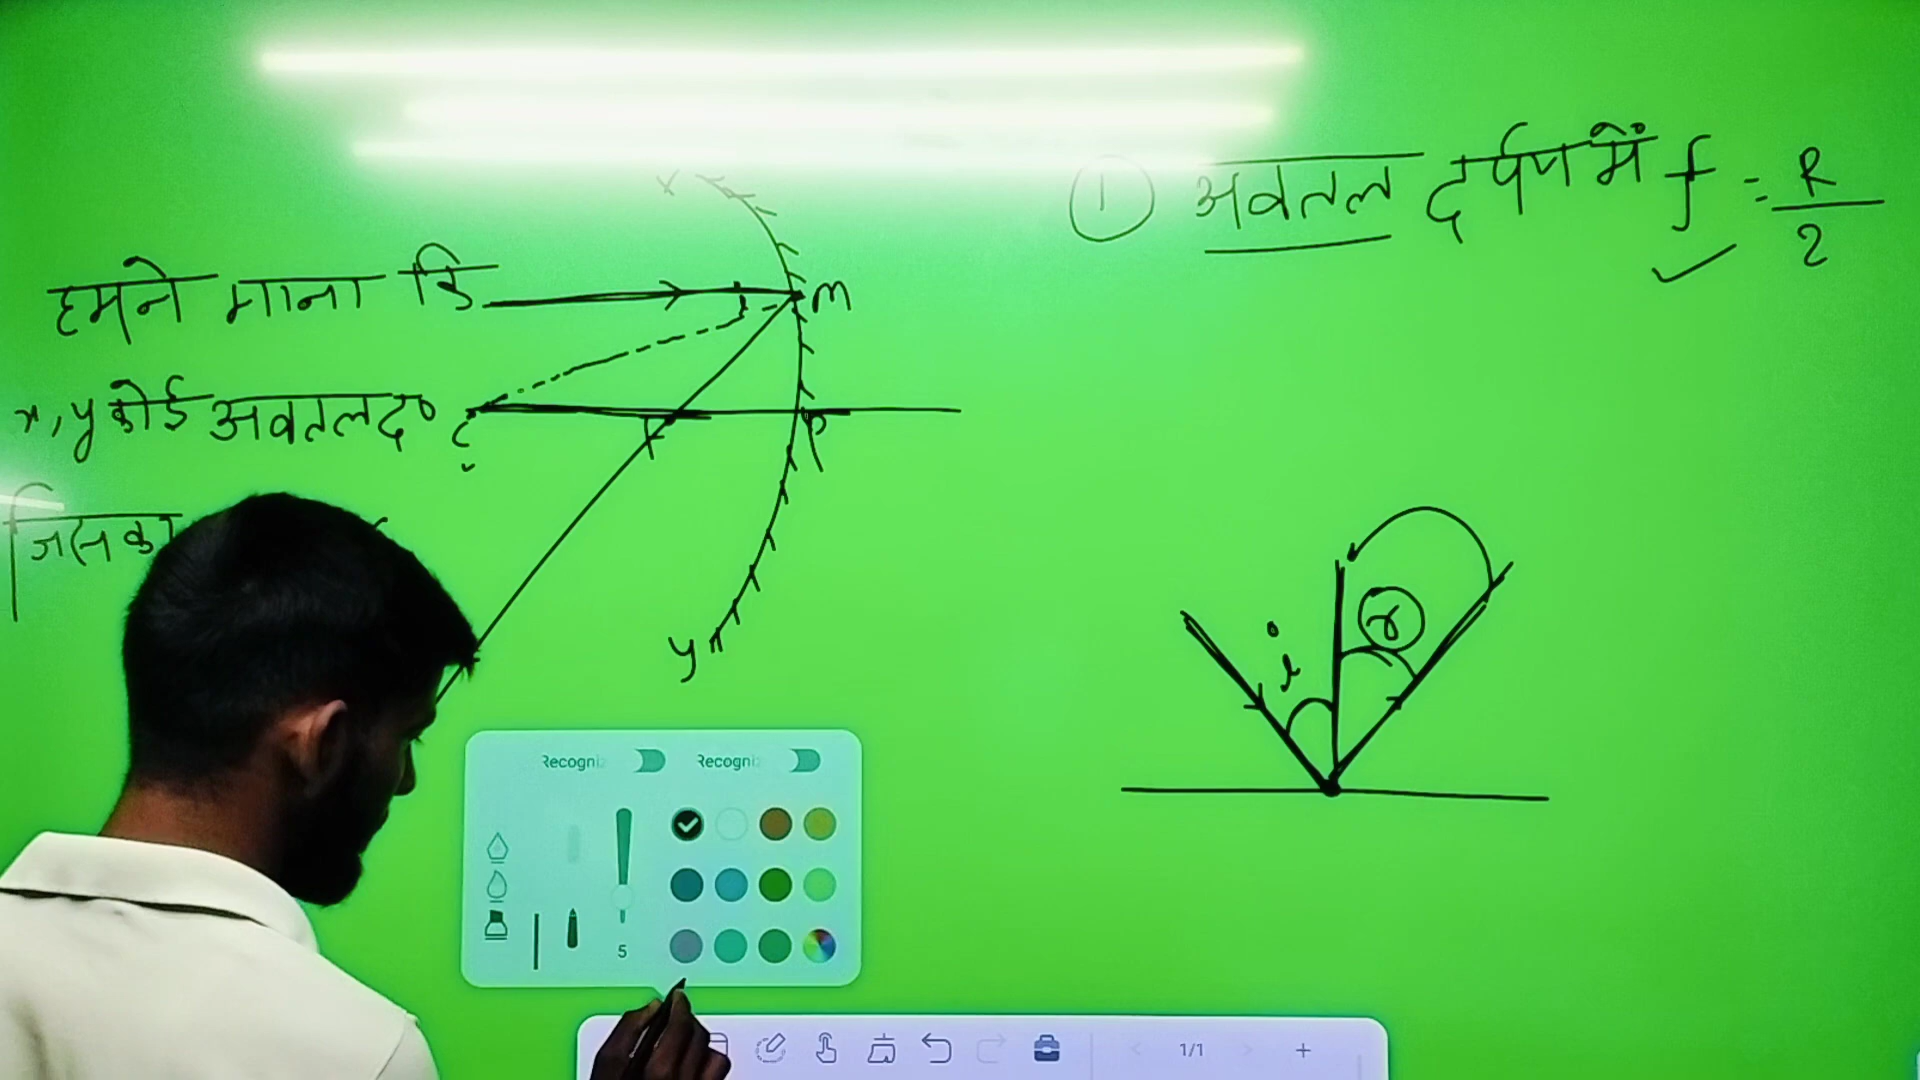 ① अवतल दर्पण में f = R/2
x
हमने माना कि
m
x, y कोई अवतल द०
c
F
p
जिसका
y
i
r
Recogni
Recogni
5
1/1